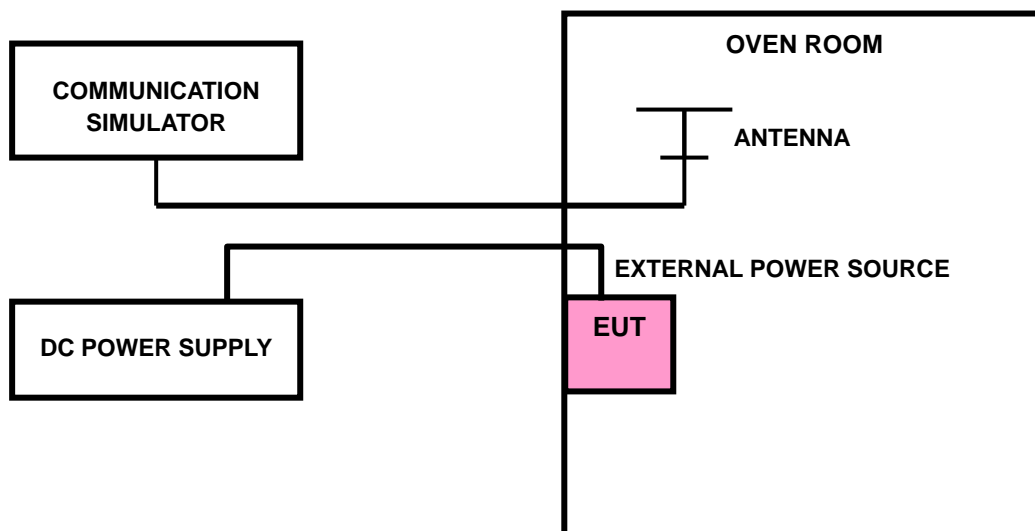 OVEN ROOM
COMMUNICATION
SIMULATOR
ANTENNA
EXTERNAL POWER SOURCE
EUT
DC POWER SUPPLY